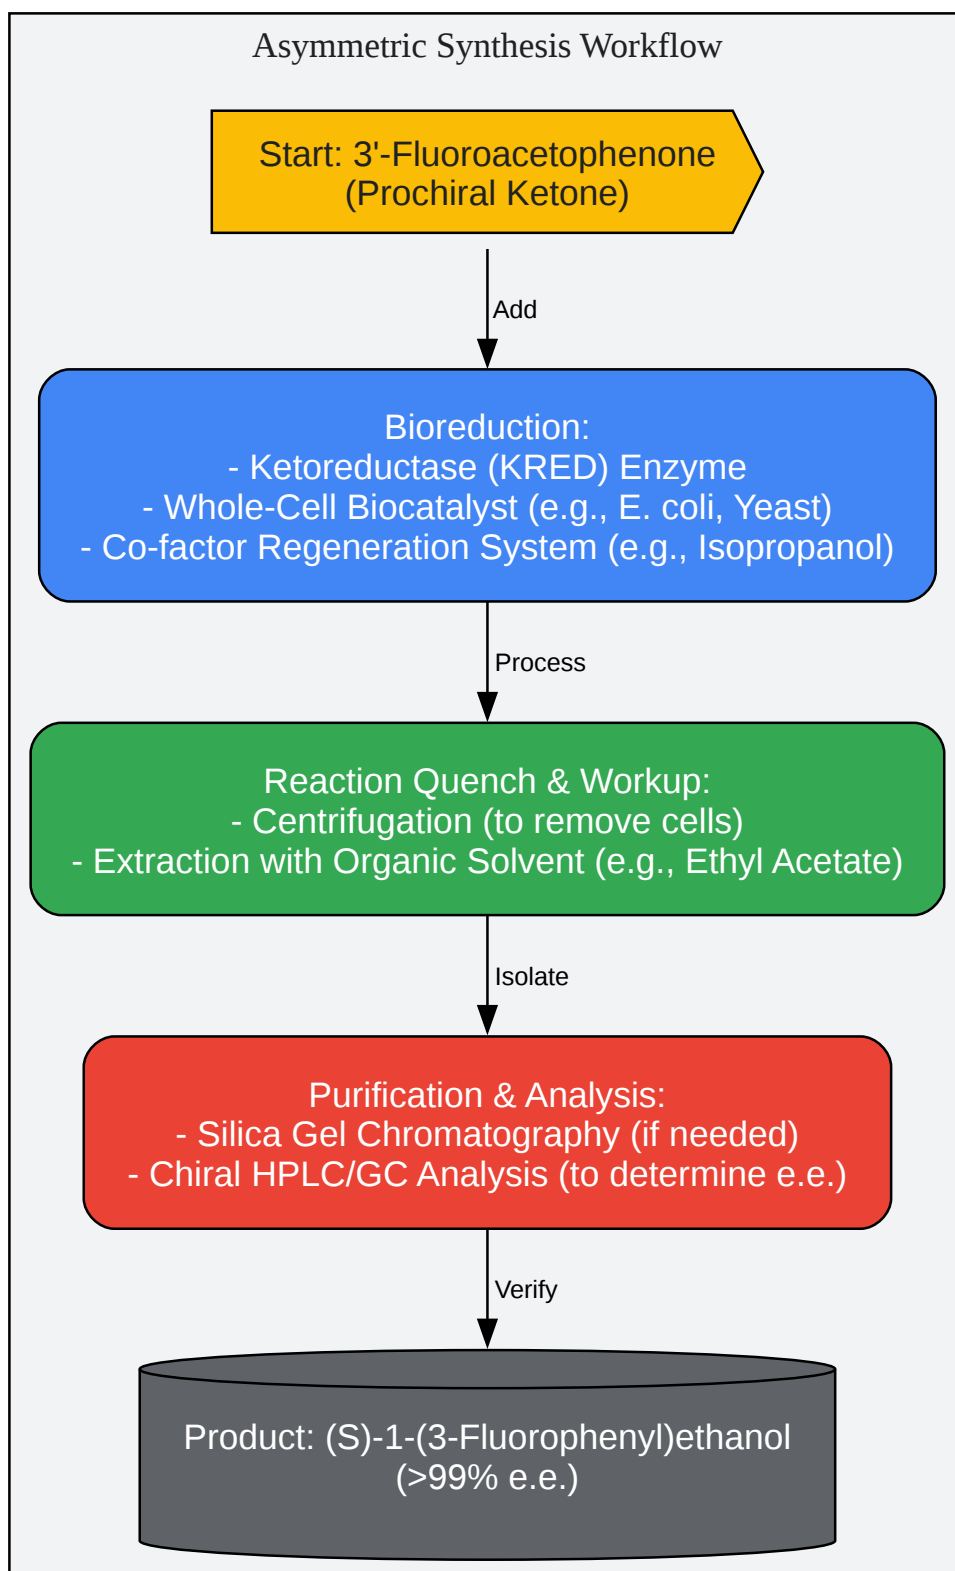 Asymmetric Synthesis Workflow
Start: 3'-Fluoroacetophenone
(Prochiral Ketone)
Add
Bioreduction:
- Ketoreductase (KRED) Enzyme
- Whole-Cell Biocatalyst (e.g., E. coli, Yeast)
- Co-factor Regeneration System (e.g., Isopropanol)
Process
Reaction Quench & Workup:
- Centrifugation (to remove cells)
- Extraction with Organic Solvent (e.g., Ethyl Acetate)
Isolate
Purification & Analysis:
- Silica Gel Chromatography (if needed)
- Chiral HPLC/GC Analysis (to determine e.e.)
Verify
Product: (S)-1-(3-Fluorophenyl)ethanol
(>99% e.e.)